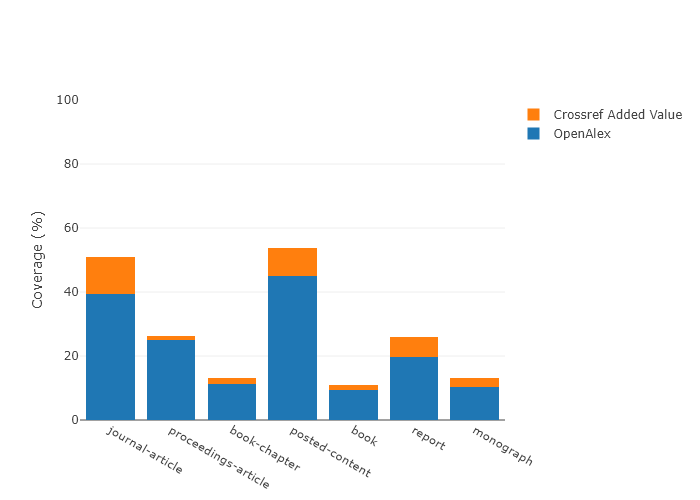 100
80
60
40
20
0
Coverage (%)
journal-article
proceedings-article
book-chapter
posted-content
book
report
monograph
Crossref Added Value
OpenAlex